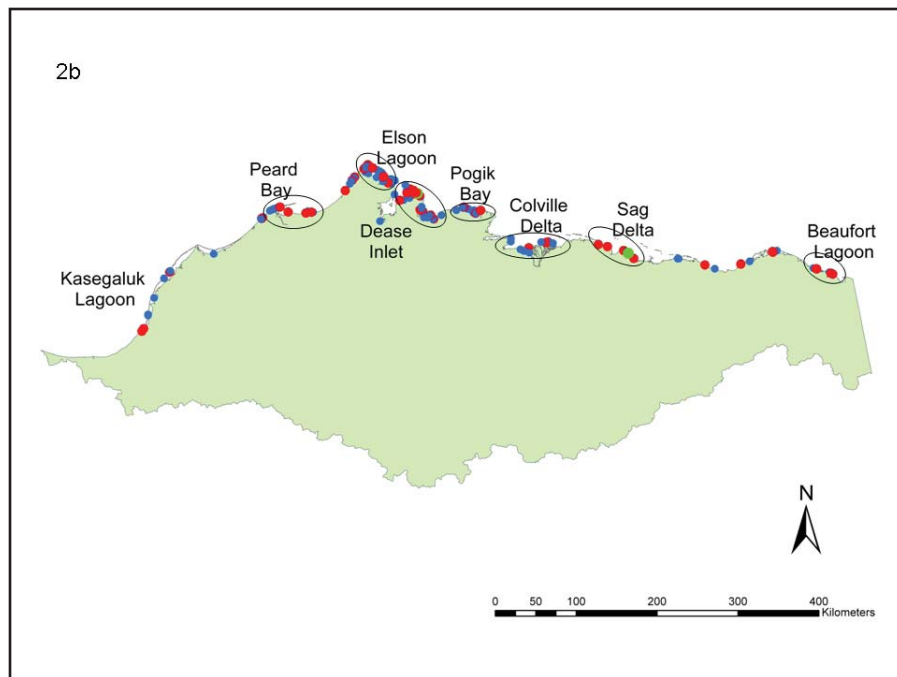 2b
Elson
Lagoon
Peard
Bay
Pogik
Bay
Colville
Delta
Sag
Delta
Dease
Inlet
Beaufort
Lagoon
Kasegaluk
Lagoon
N
0 50 100 200 300 400
Kilometers